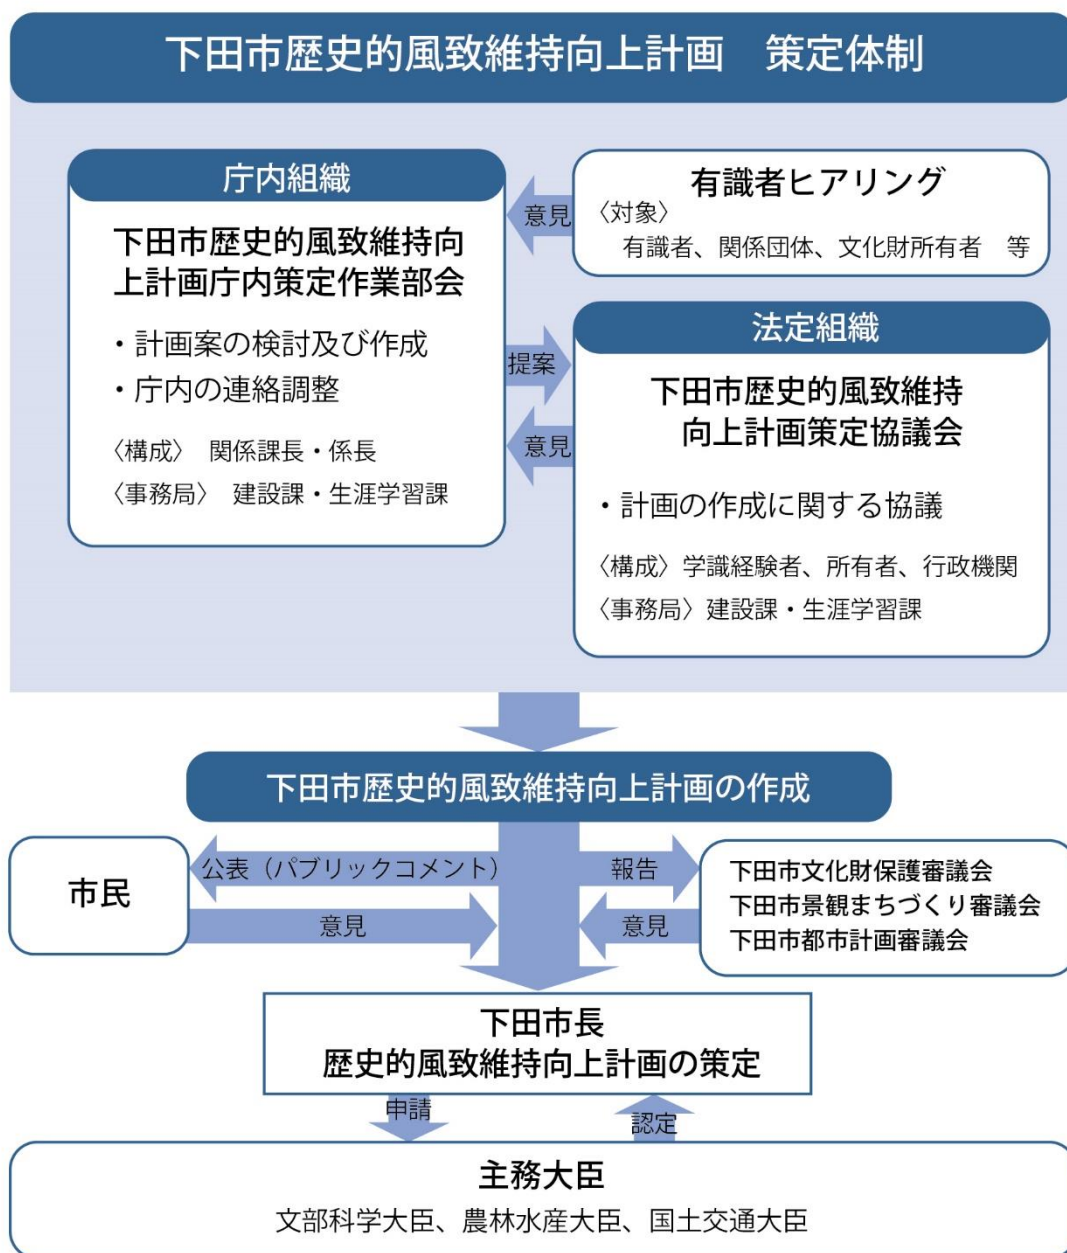 下田市歴史的風致維持向上計画　策定体制
庁内組織
下田市歴史的風致維持向
上計画庁内策定作業部会
・計画案の検討及び作成
・庁内の連絡調整
〈構成〉 関係課長・係長
〈事務局〉 建設課・生涯学習課
意見
有識者ヒアリング
〈対象〉
有識者、関係団体、文化財所有者　等
提案
意見
法定組織
下田市歴史的風致維持
向上計画策定協議会
・計画の作成に関する協議
〈構成〉学識経験者、所有者、行政機関
〈事務局〉建設課・生涯学習課
下田市歴史的風致維持向上計画の作成
市民
公表（パブリックコメント）
意見
報告
意見
下田市文化財保護審議会
下田市景観まちづくり審議会
下田市都市計画審議会
下田市長
歴史的風致維持向上計画の策定
申請
認定
主務大臣
文部科学大臣、農林水産大臣、国土交通大臣